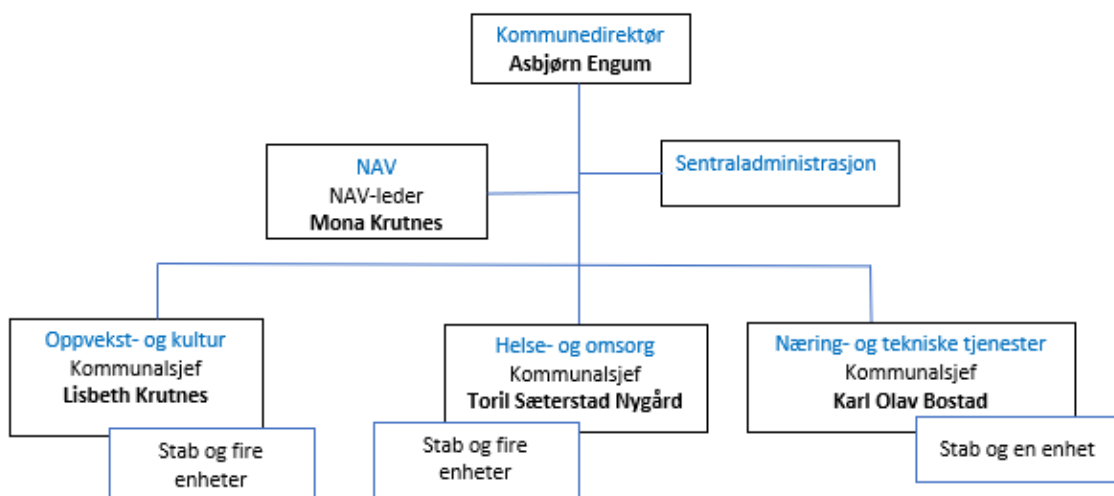 Kommunedirektør
Asbjørn Engum
NAV
NAV-leder
Mona Krutnes
Sentraladministrasjon
Oppvekst- og kultur
Kommunalsjef
Lisbeth Krutnes
Stab og fire
enheter
Helse- og omsorg
Kommunalsjef
Toril Sæterstad Nygård
Stab og fire
enheter
Næring- og tekniske tjenester
Kommunalsjef
Karl Olav Bostad
Stab og en enhet